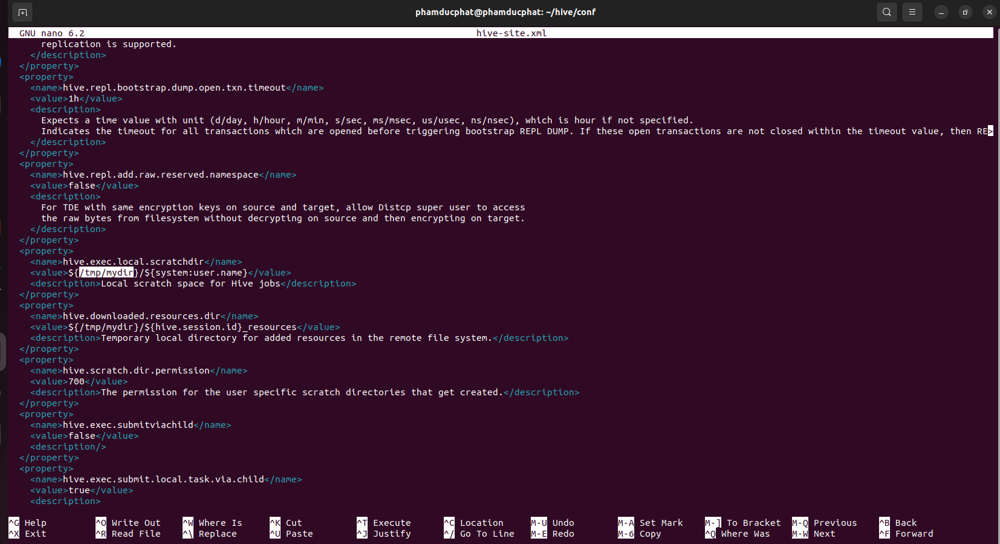 phamducphat@phamducphat: ~/hive/conf
GNU nano 6.2 hive-site.xml
replication is supported.
</description>
</property>
<property>
<name>hive.repl.bootstrap.dump.open.txn.timeout</name>
<value>1h</value>
<description>
Expects a time value with unit (d/day, h/hour, m/min, s/sec, ms/msec, us/usec, ns/nsec), which is hour if not specified.
Indicates the timeout for all transactions which are opened before triggering bootstrap REPL DUMP. If these open transactions are not closed within the timeout value, then RE>
</description>
</property>
<property>
<name>hive.repl.add.raw.reserved.namespace</name>
<value>false</value>
<description>
For TDE with same encryption keys on source and target, allow Distcp super user to access
the raw bytes from filesystem without decrypting on source and then encrypting on target.
</description>
</property>
<property>
<name>hive.exec.local.scratchdir</name>
<value>${/tmp/mydir}/${system:user.name}</value>
<description>Local scratch space for Hive jobs</description>
</property>
<property>
<name>hive.downloaded.resources.dir</name>
<value>${/tmp/mydir}/${hive.session.id}_resources</value>
<description>Temporary local directory for added resources in the remote file system.</description>
</property>
<property>
<name>hive.scratch.dir.permission</name>
<value>700</value>
<description>The permission for the user specific scratch directories that get created.</description>
</property>
<property>
<name>hive.exec.submitviachild</name>
<value>false</value>
<description/>
</property>
<property>
<name>hive.exec.submit.local.task.via.child</name>
<value>true</value>
<description>
^G Help ^O Write Out ^W Where Is ^K Cut ^T Execute ^C Location M-U Undo M-A Set Mark M-] To Bracket M-Q Previous ^B Back
^X Exit ^R Read File ^\ Replace ^U Paste ^J Justify ^/ Go To Line M-E Redo M-6 Copy ^Q Where Was M-W Next ^F Forward